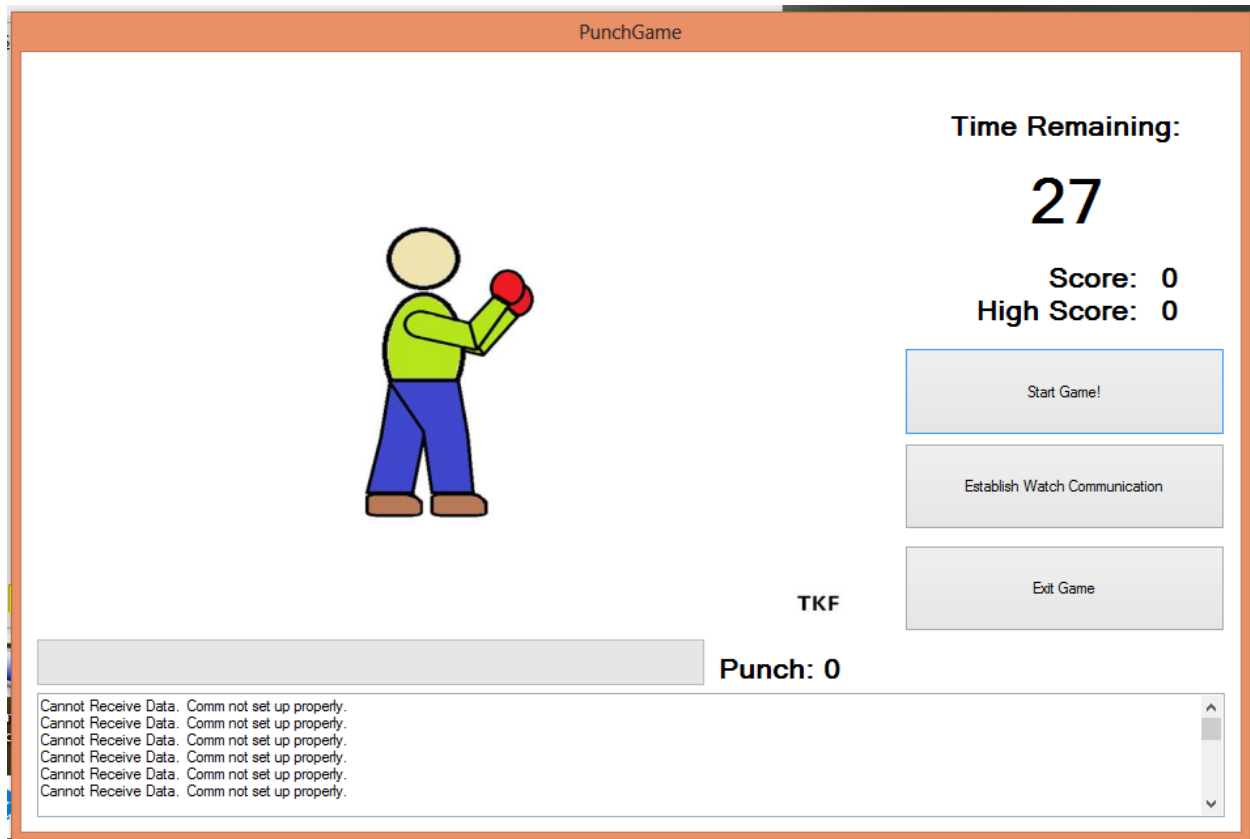 PunchGame
Time Remaining:
27
Score: 0
High Score: 0
Start Game!
Establish Watch Communication
Exit Game
TKF
Punch: 0
Cannot Receive Data. Comm not set up properly.
Cannot Receive Data. Comm not set up properly.
Cannot Receive Data. Comm not set up properly.
Cannot Receive Data. Comm not set up properly.
Cannot Receive Data. Comm not set up properly.
Cannot Receive Data. Comm not set up properly.